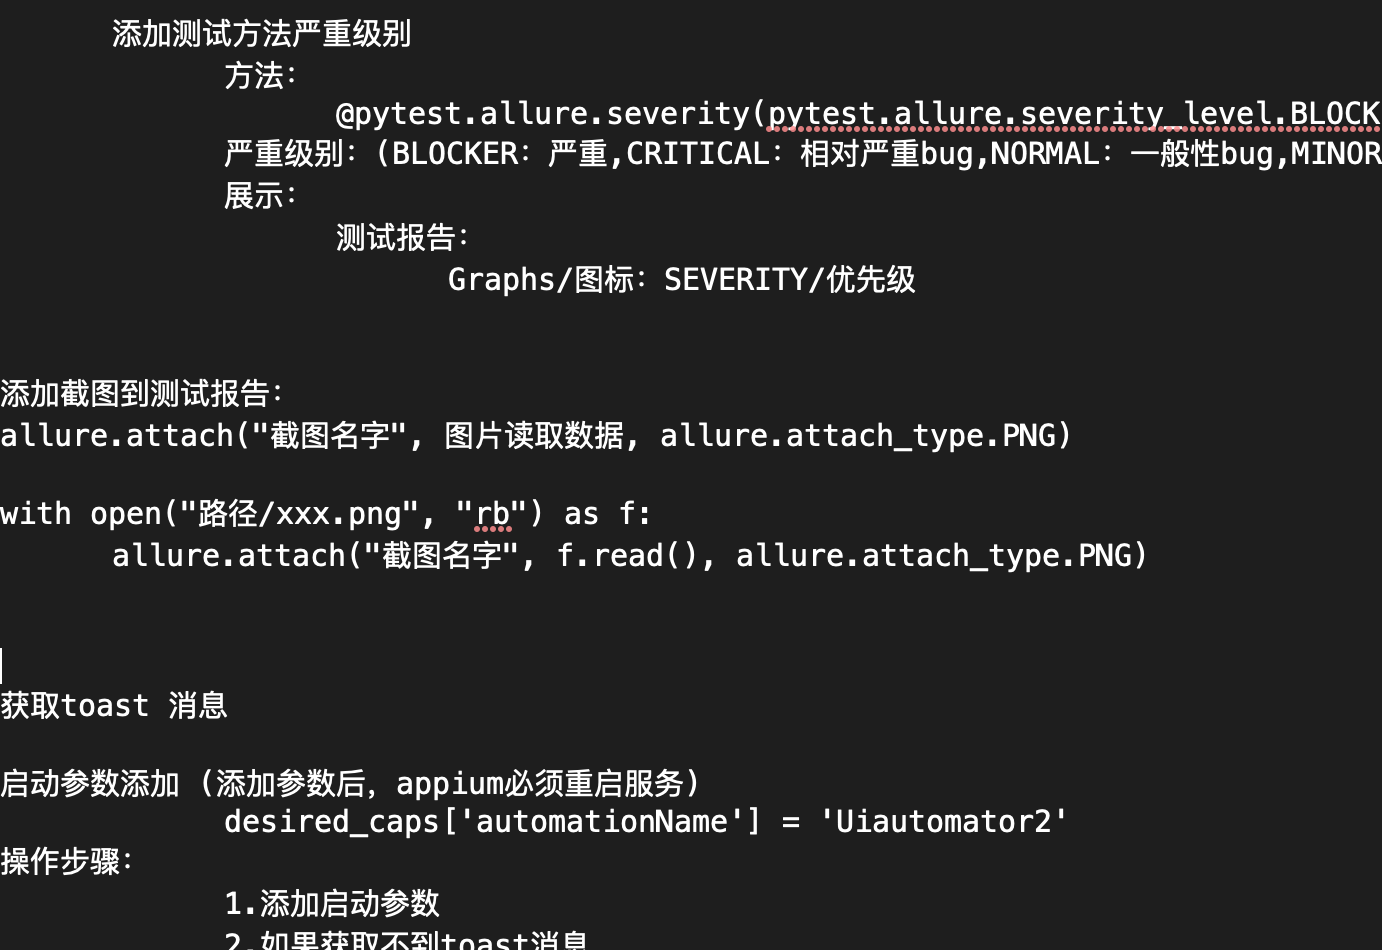 添加测试方法严重级别
方法：
@pytest.allure.severity(pytest.allure.severity_level.BLOCK
严重级别：(BLOCKER：严重,CRITICAL：相对严重bug,NORMAL：一般性bug,MINOR
展示：
测试报告：
Graphs/图标：SEVERITY/优先级
添加截图到测试报告：
allure.attach("截图名字", 图片读取数据, allure.attach_type.PNG)
with open("路径/xxx.png", "rb") as f:
allure.attach("截图名字", f.read(), allure.attach_type.PNG)
获取toast 消息
启动参数添加 (添加参数后，appium必须重启服务)
desired_caps['automationName'] = 'Uiautomator2'
操作步骤：
1.添加启动参数
2.如果获取不到toast消息